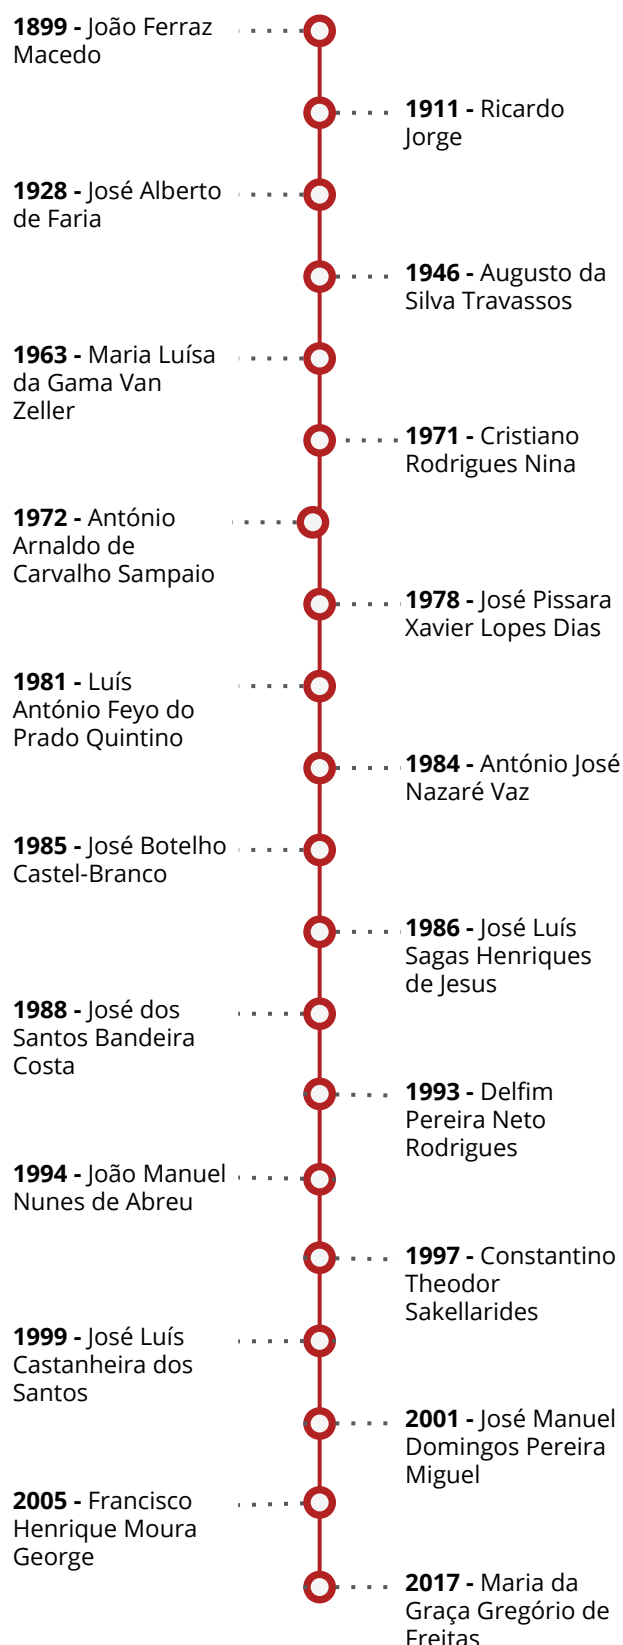 1899 - João Ferraz
Macedo
1911 - Ricardo
Jorge
1928 - José Alberto
de Faria
1946 - Augusto da
Silva Travassos
1963 - Maria Luísa
da Gama Van
Zeller
1971 - Cristiano
Rodrigues Nina
1972 - António
Arnaldo de
Carvalho Sampaio
1978 - José Pissara
Xavier Lopes Dias
1981 - Luís
António Feyo do
Prado Quintino
1984 - António José
Nazaré Vaz
1985 - José Botelho
Castel-Branco
1986 - José Luís
Sagas Henriques
de Jesus
1988 - José dos
Santos Bandeira
Costa
1993 - Delfim
Pereira Neto
Rodrigues
1994 - João Manuel
Nunes de Abreu
1997 - Constantino
Theodor
Sakellarides
1999 - José Luís
Castanheira dos
Santos
2001 - José Manuel
Domingos Pereira
Miguel
2005 - Francisco
Henrique Moura
George
2017 - Maria da
Graça Gregório de
Freitas